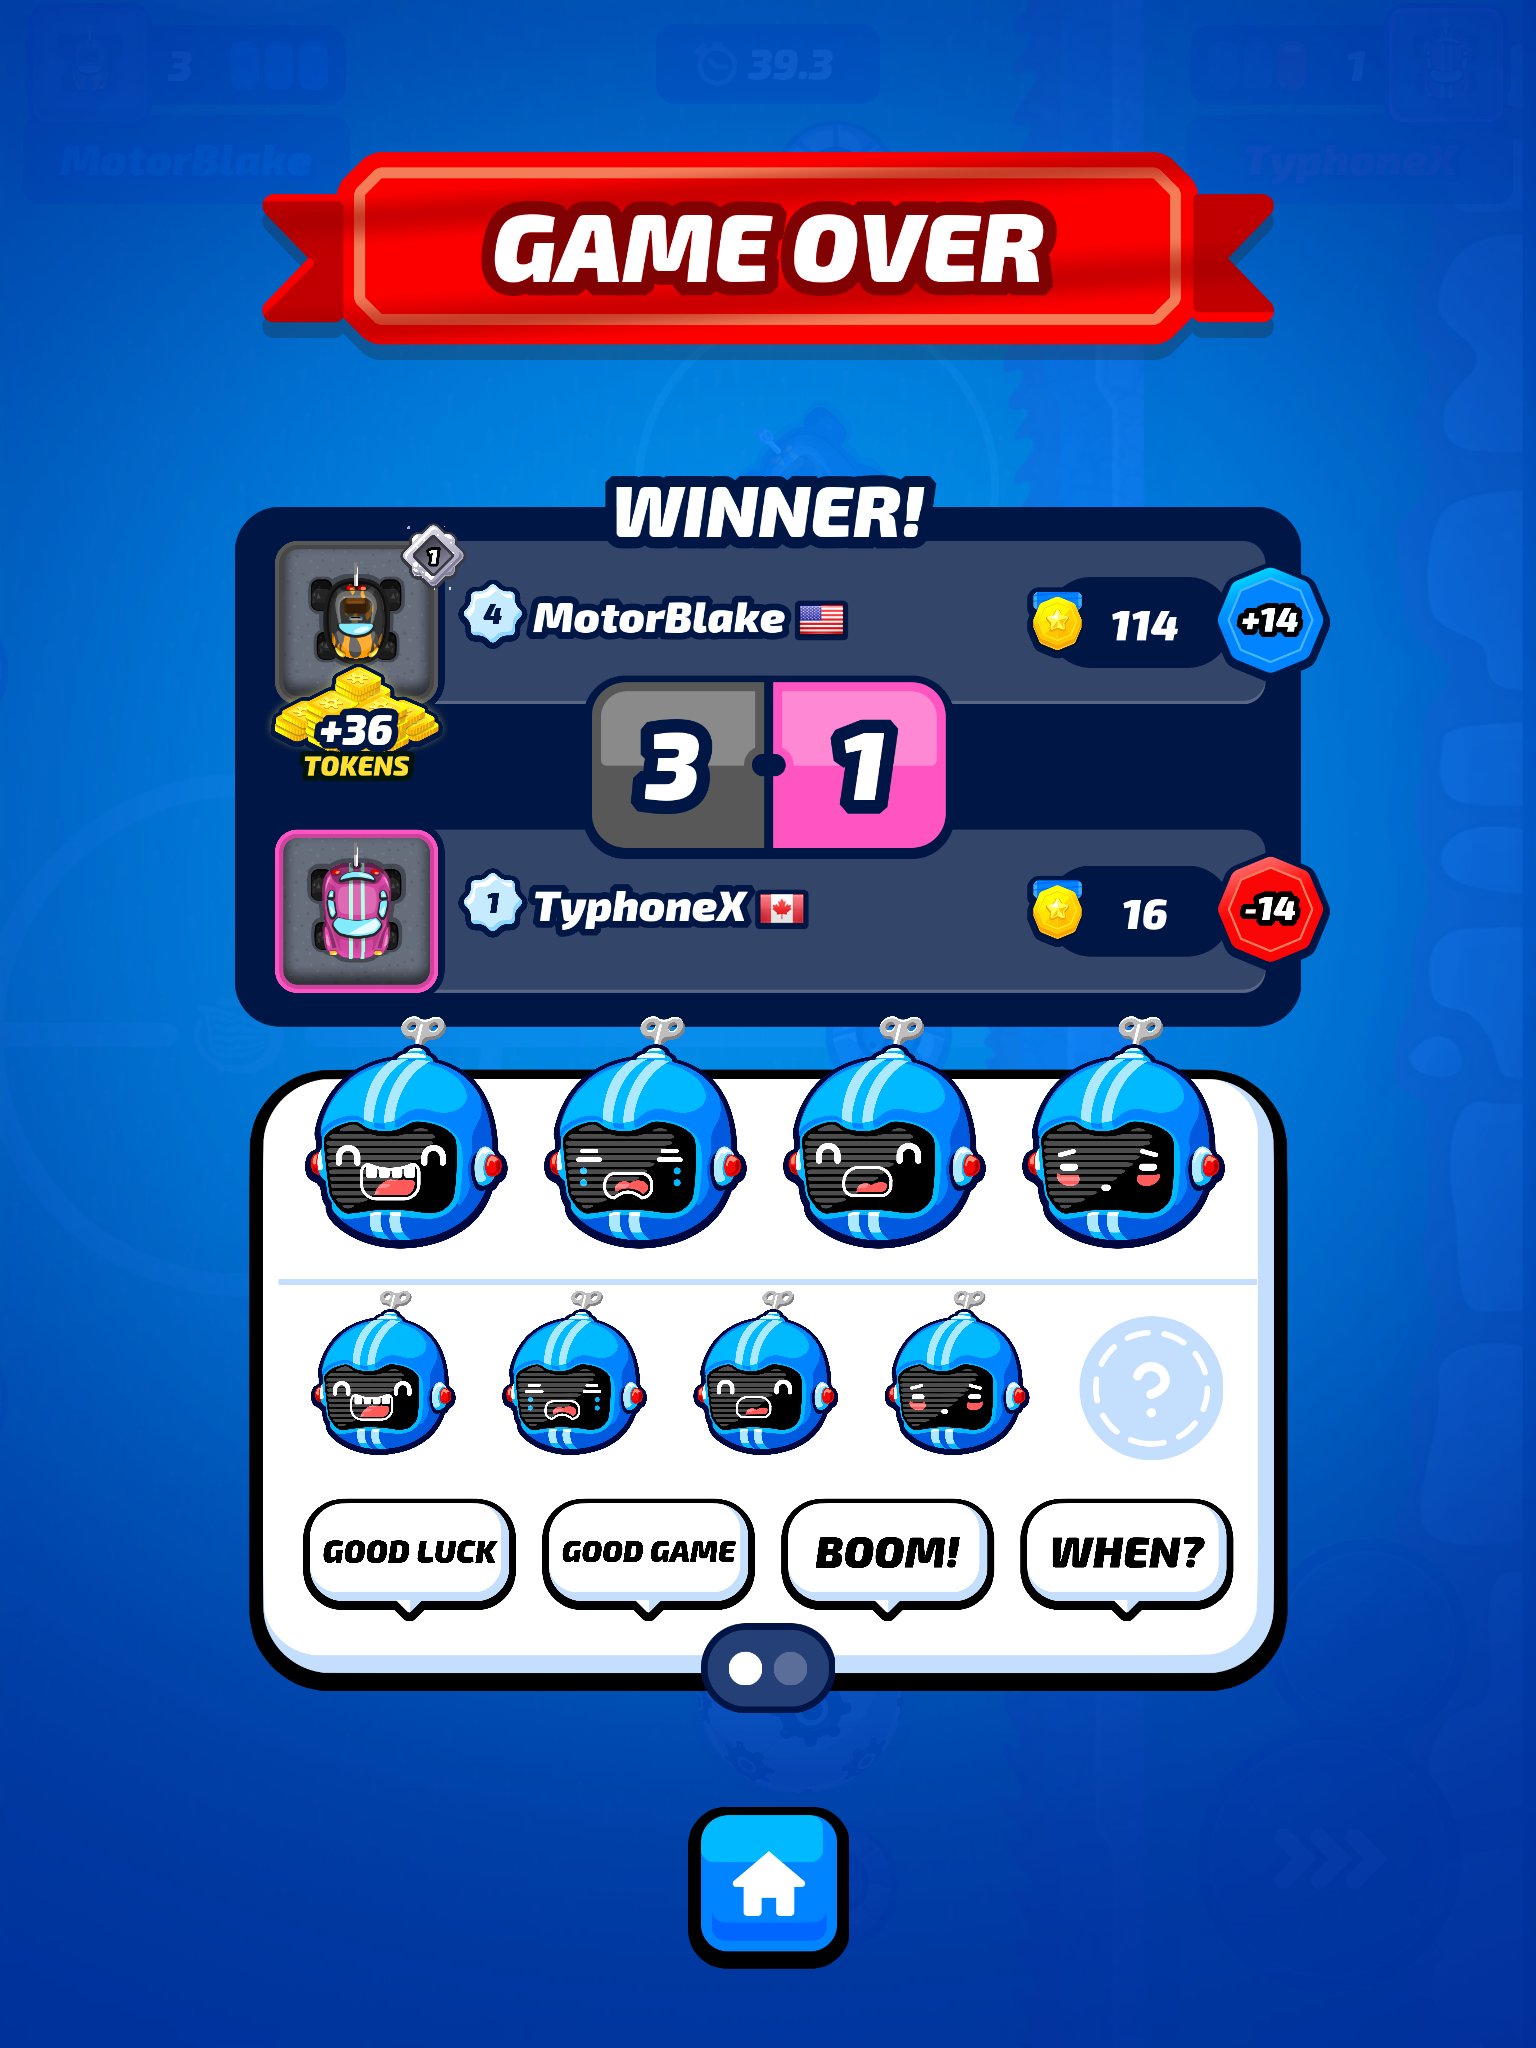 3
39.3
1
MotorBlake
TyphoneX
GAME OVER
WINNER!
1
4 MotorBlake 114 +14
+36
TOKENS
3 1
1 TyphoneX 16 -14
?
GOOD LUCK GOOD GAME BOOM! WHEN?